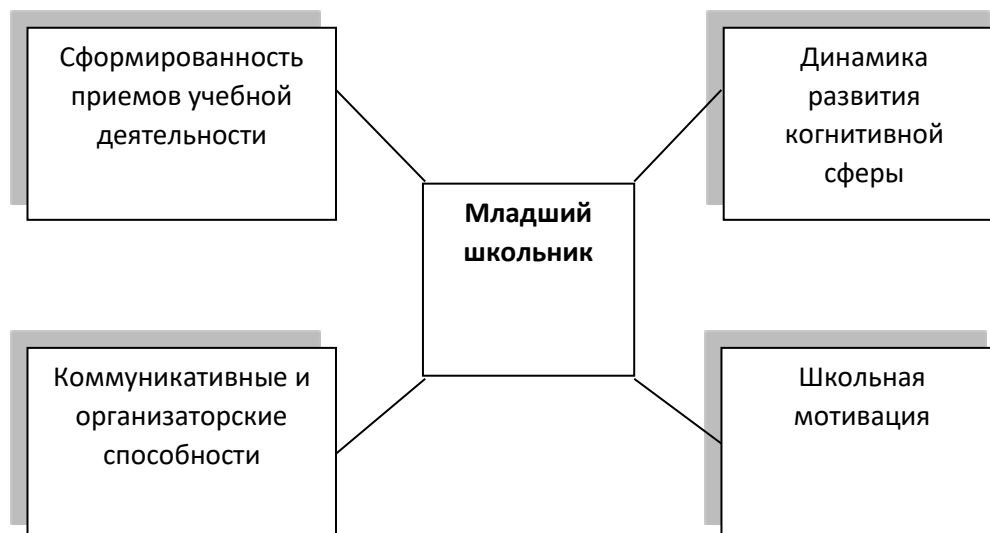 Сформированность
приемов учебной
деятельности
Динамика
развития
когнитивной
сферы
Младший
школьник
Коммуникативные и
организаторские
способности
Школьная
мотивация